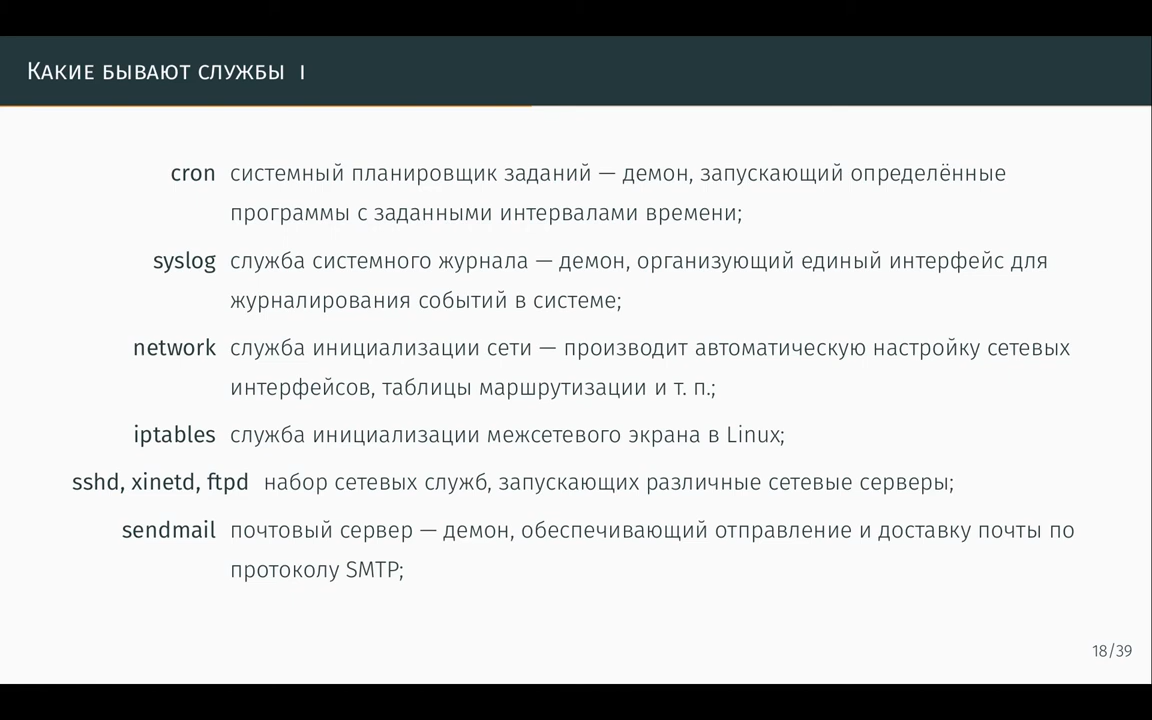 Какие бывают службы I
cron системный планировщик заданий — демон, запускающий определённые
программы с заданными интервалами времени;
syslog служба системного журнала — демон, организующий единый интерфейс для
журналирования событий в системе;
network служба инициализации сети — производит автоматическую настройку сетевых
интерфейсов, таблицы маршрутизации и т. п.;
iptables служба инициализации межсетевого экрана в Linux;
sshd, xinetd, ftpd набор сетевых служб, запускающих различные сетевые серверы;
sendmail почтовый сервер — демон, обеспечивающий отправление и доставку почты по
протоколу SMTP;
18/39